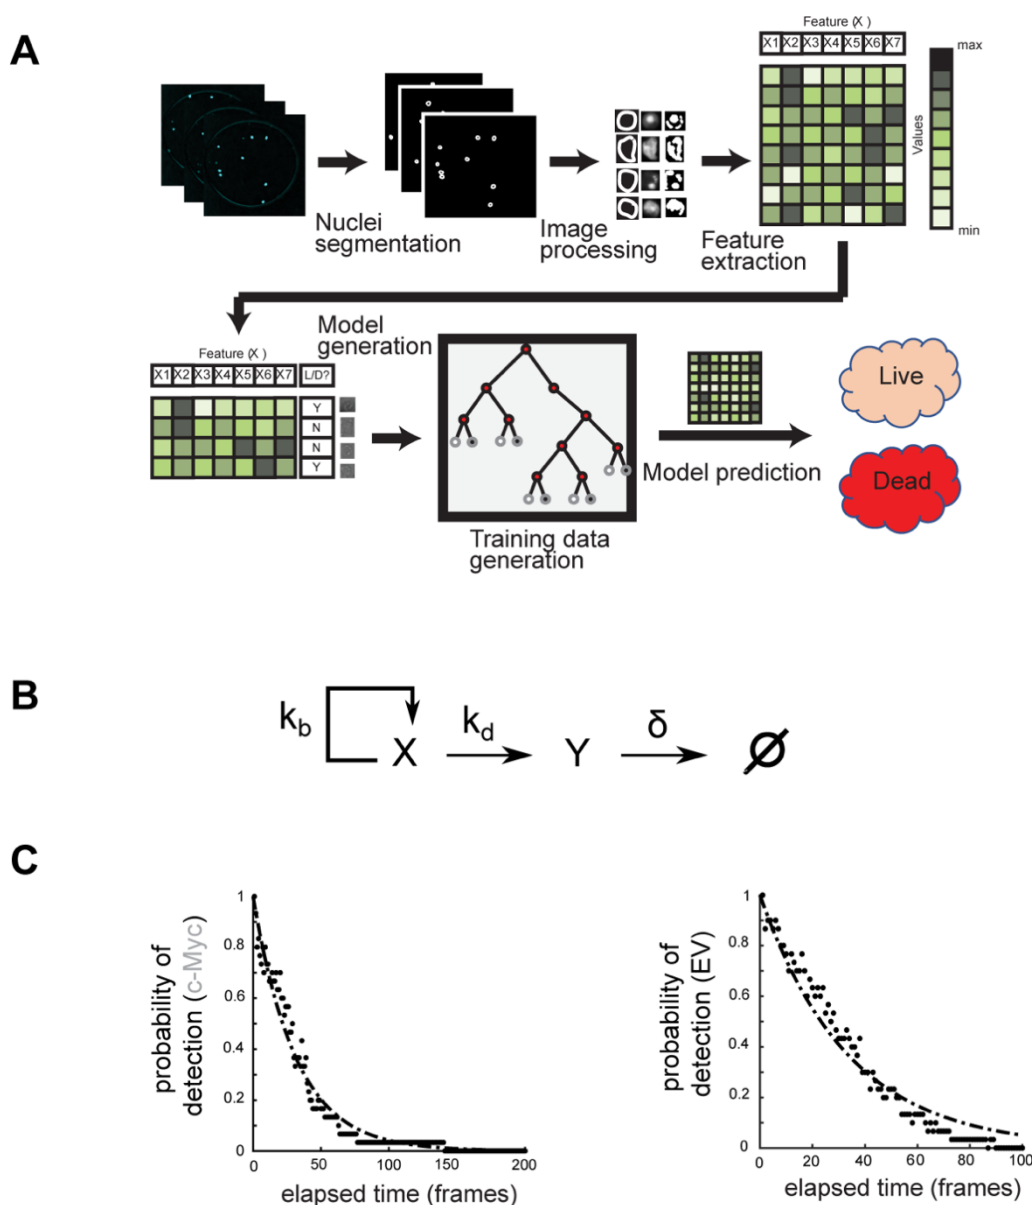 A
Feature (X)
X1 X2 X3 X4 X5 X6 X7
max
Values
min
Nuclei
segmentation
Image
processing
Feature
extraction
Model
generation
Feature (X)
X1 X2 X3 X4 X5 X6 X7 L/D?
Y
N
N
Y
Training data
generation
Model prediction
Live
Dead
B
k_b
X
k_d
Y
δ
∅
C
probability of
detection (c-Myc)
1
0.8
0.6
0.4
0.2
0
0 50 100 150 200
elapsed time (frames)
probability of
detection (EV)
1
0.8
0.6
0.4
0.2
0
0 20 40 60 80 100
elapsed time (frames)